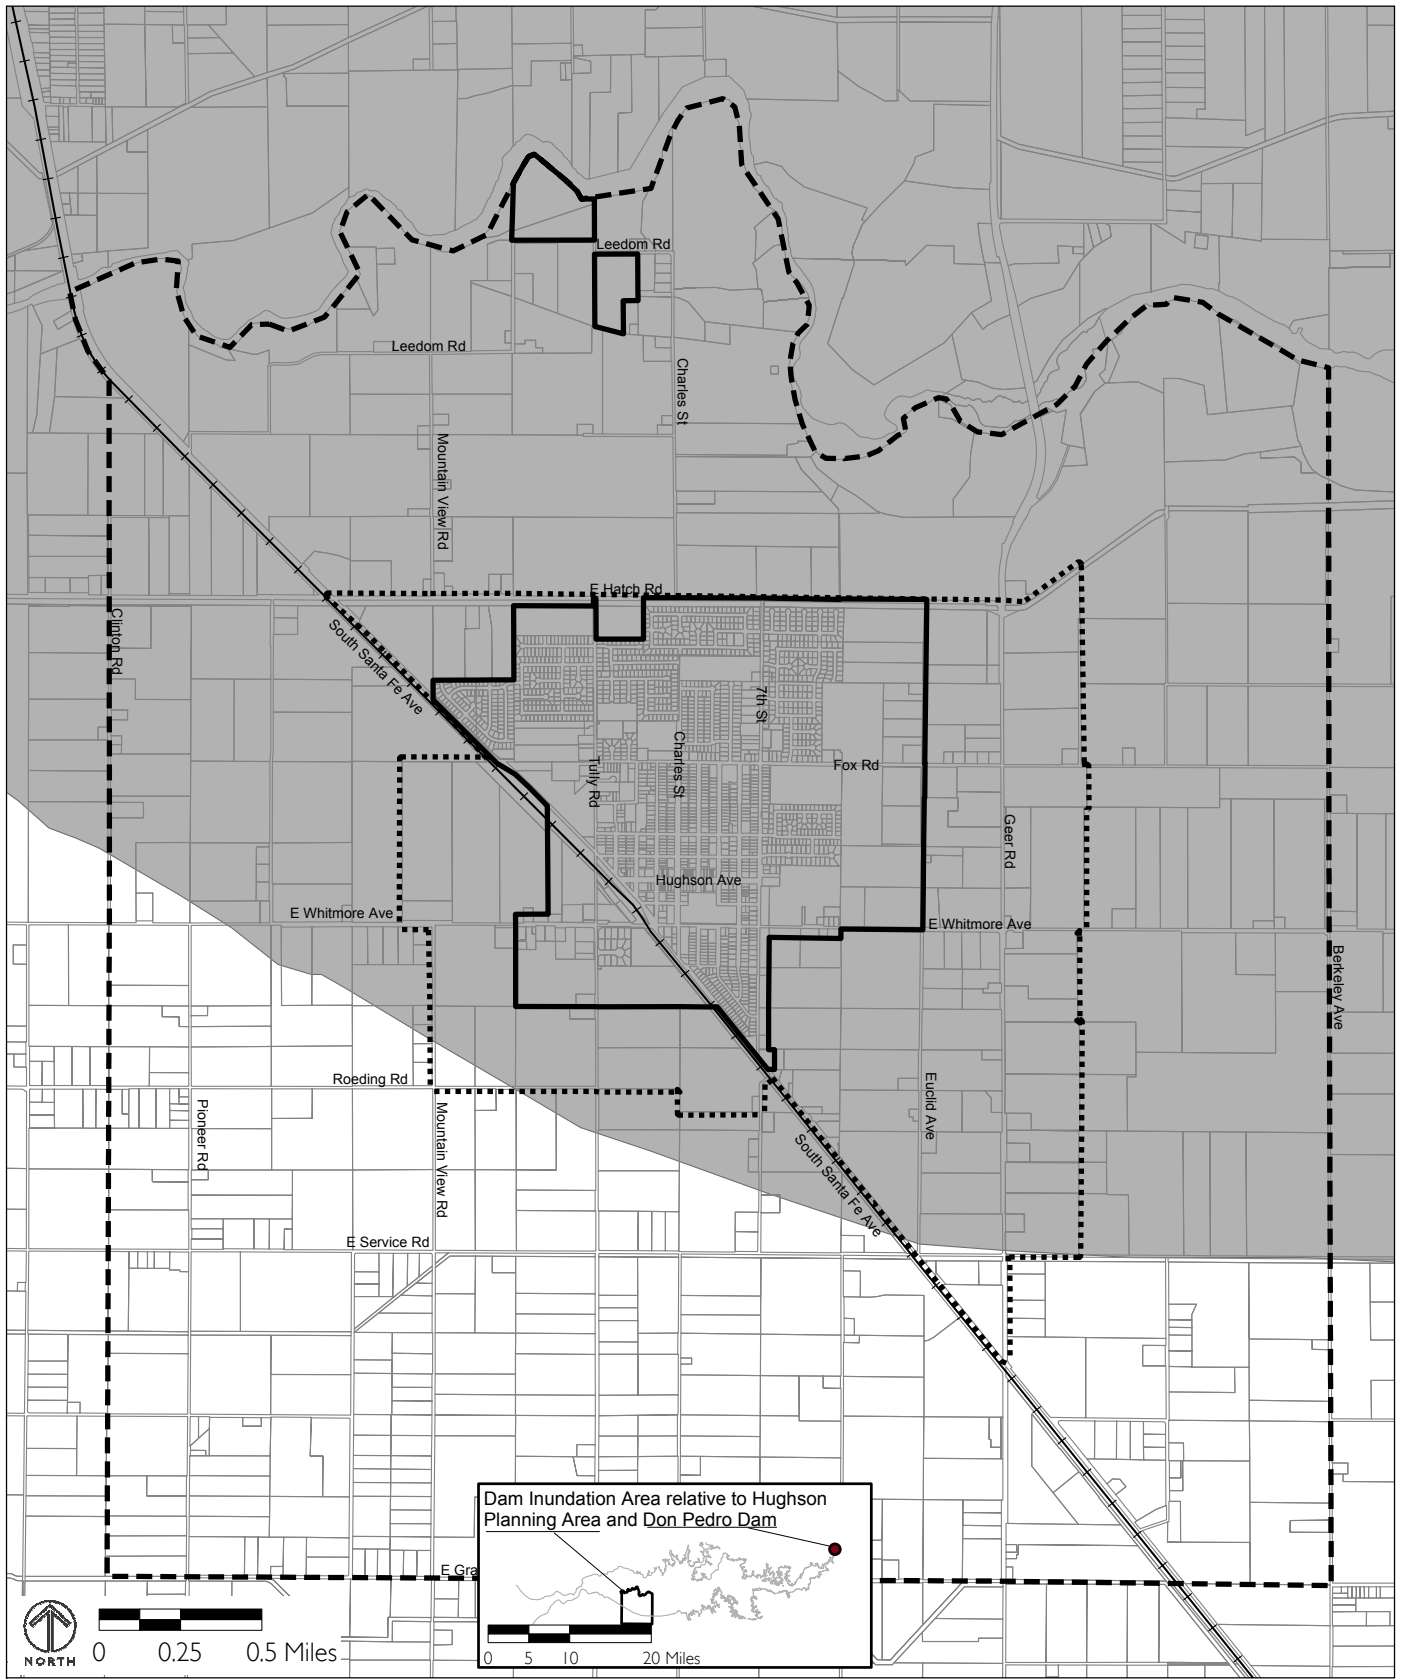 Leedom Rd
Leedom Rd
Charles St
Mountain View Rd
E Hatch Rd
Clinton Rd
South Santa Fe Ave
7th St
Charles St
Tully Rd
Fox Rd
Geer Rd
Hughson Ave
E Whitmore Ave
E Whitmore Ave
Berkeley Ave
Roeding Rd
Euclid Ave
Pioneer Rd
Mountain View Rd
South Santa Fe Ave
E Service Rd
E Gra
Dam Inundation Area relative to Hughson
Planning Area and Don Pedro Dam
0 5 10 20 Miles
NORTH
0 0.25 0.5 Miles